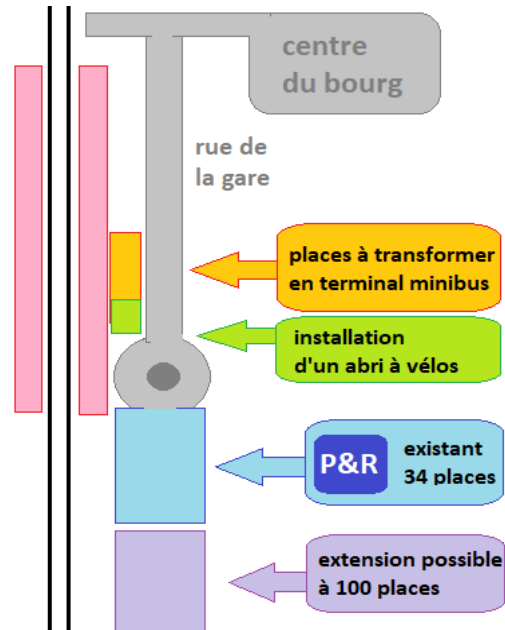 centre
du bourg
rue de
la gare
places à transformer
en terminal minibus
installation
d'un abri à vélos
P&R
existant
34 places
extension possible
à 100 places